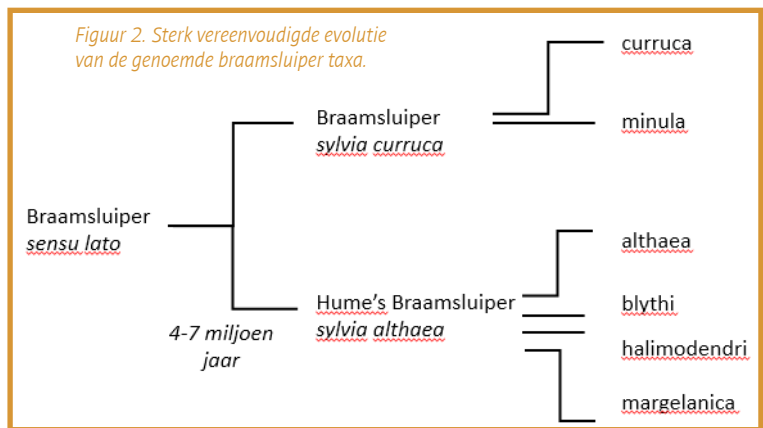 Figuur 2. Sterk vereenvoudigde evolutie
van de genoemde braamsluiper taxa.
curruca
Braamsluiper
sylvia curruca
minula
Braamsluiper
sensu lato
althaea
Hume's Braamsluiper
sylvia althaea
blythi
4-7 miljoen
jaar
halimodendri
margelanica